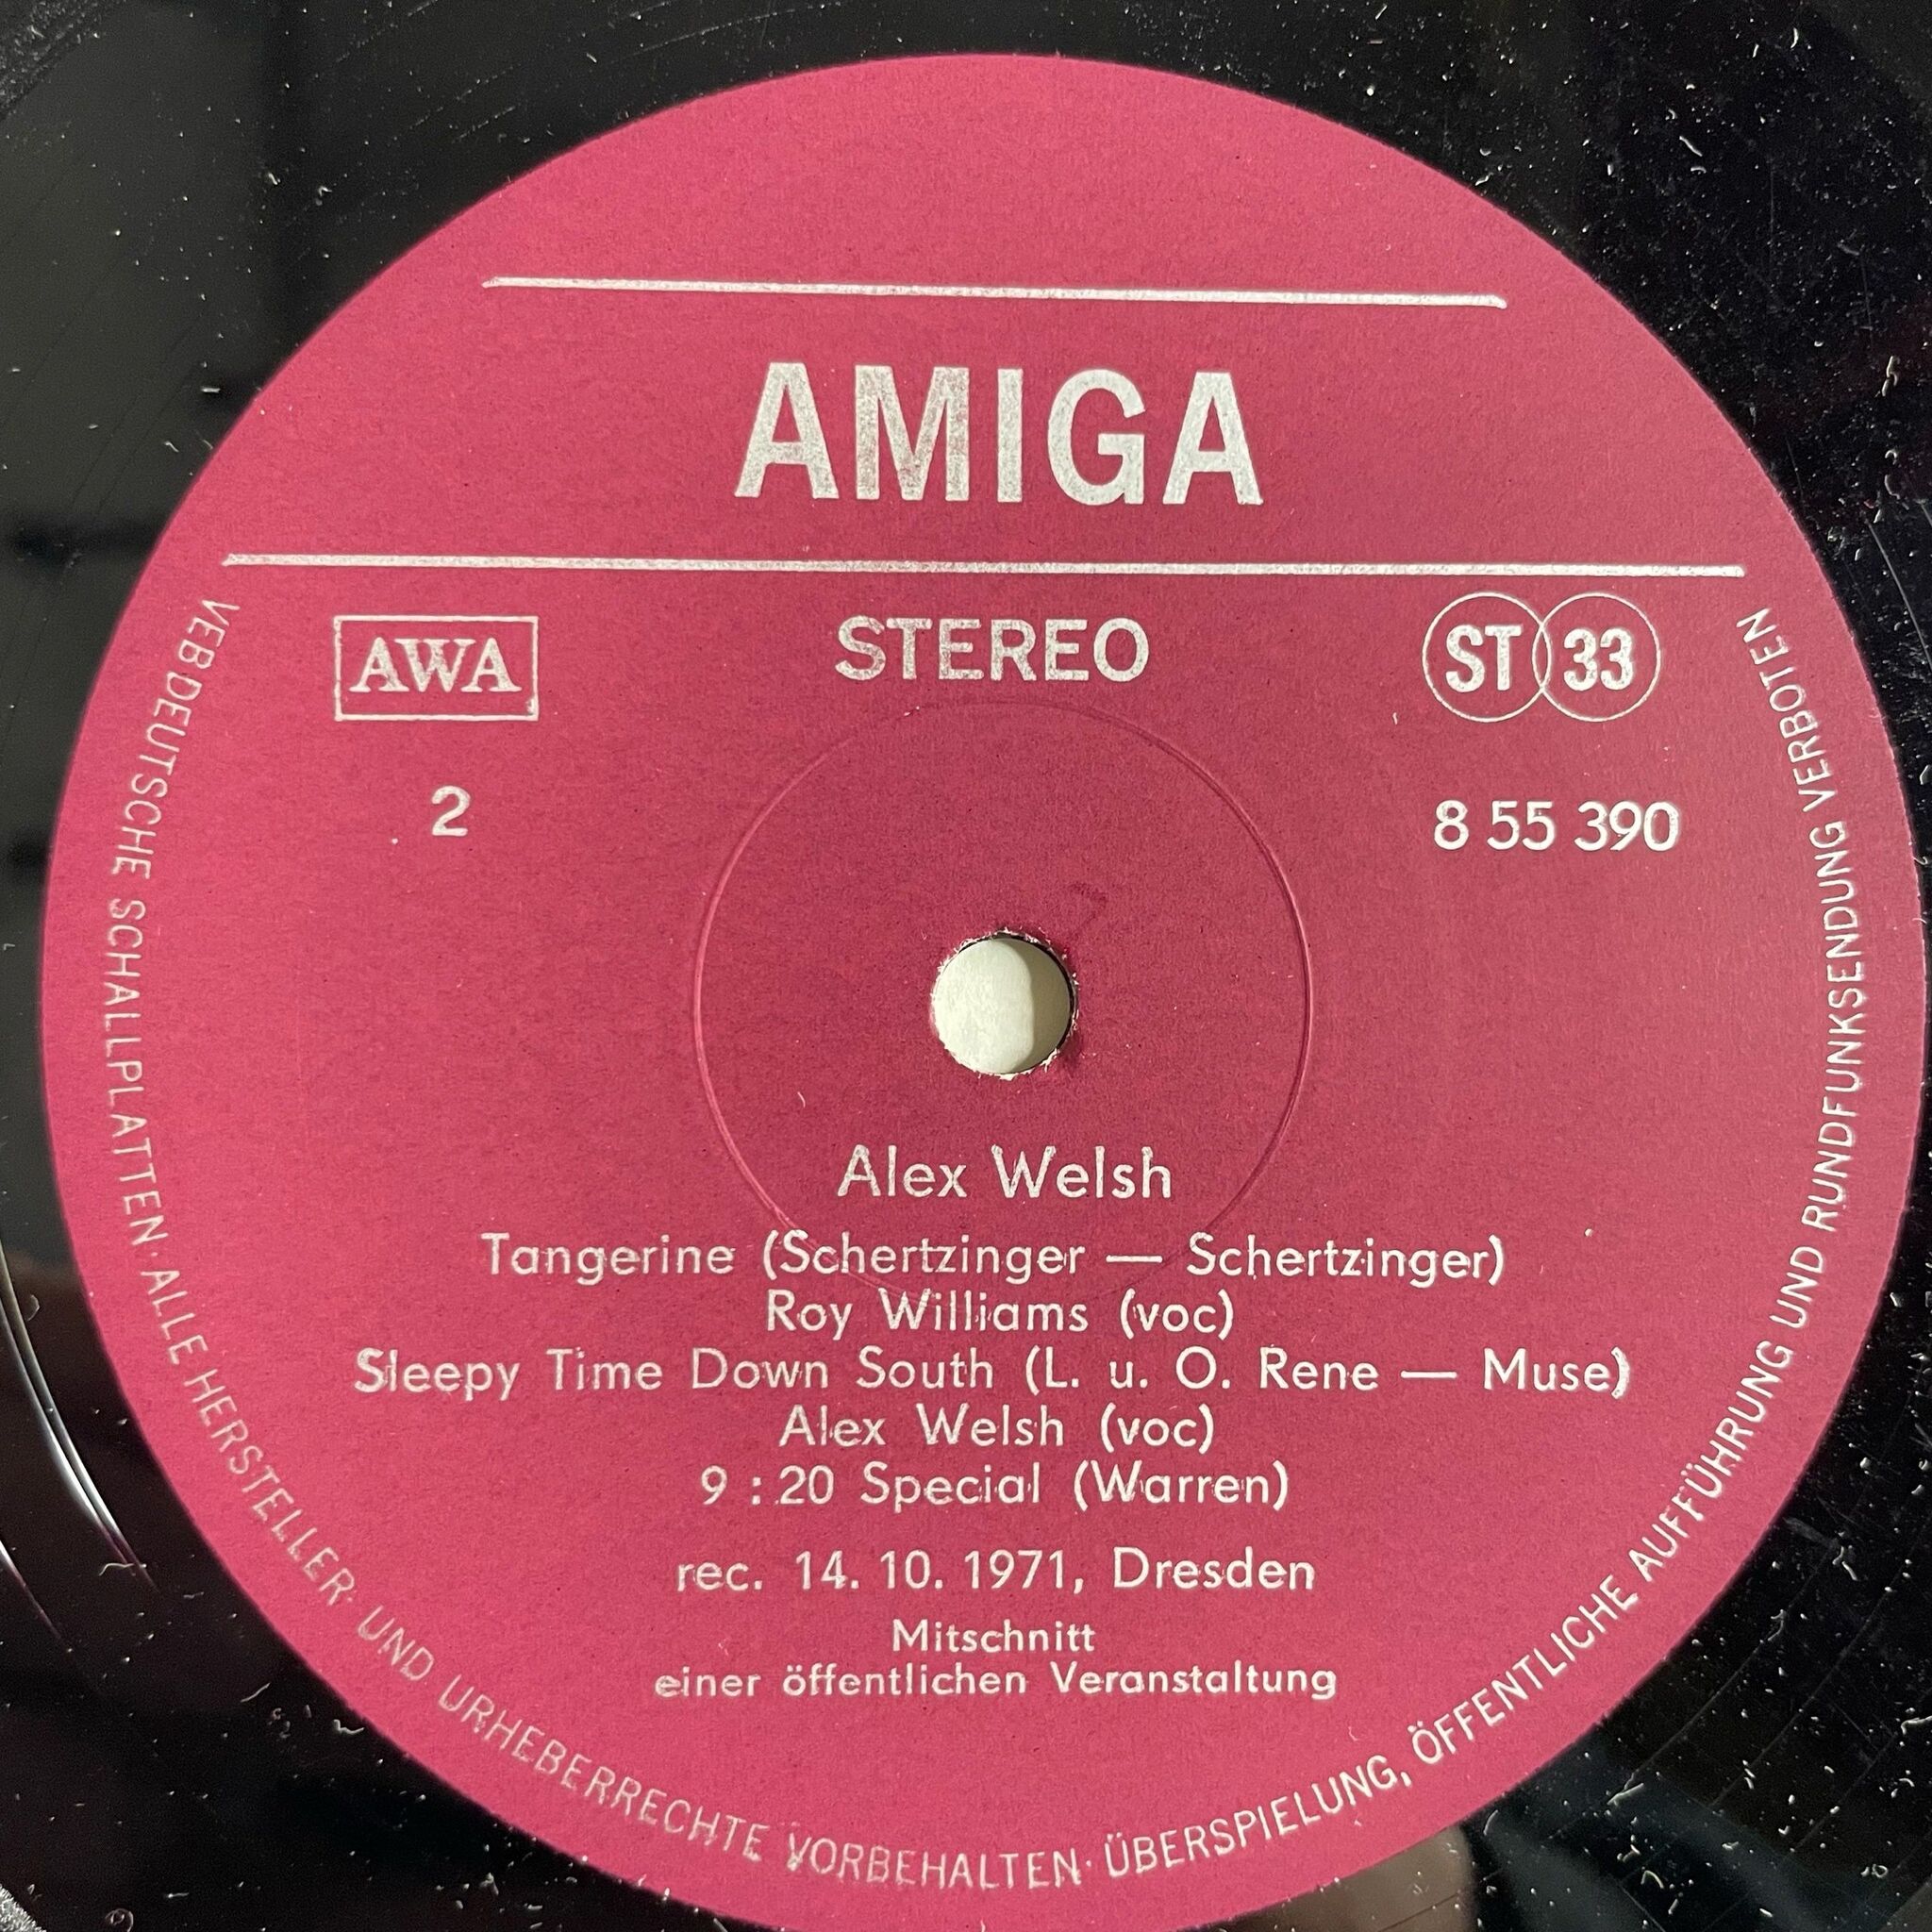 AMIGA
AWA
STEREO
ST 33
2
8 55 390
Alex Welsh
Tangerine (Schertzinger — Schertzinger)
Roy Williams (voc)
Sleepy Time Down South (L. u. O. Rene — Muse)
Alex Welsh (voc)
9 : 20 Special (Warren)
rec. 14. 10. 1971, Dresden
Mitschnitt
einer öffentlichen Veranstaltung
VEB DEUTSCHE SCHALLPLATTEN · ALLE HERSTELLER- UND URHEBERRECHTE VORBEHALTEN · ÜBERSPIELUNG, ÖFFENTLICHE AUFFÜHRUNG UND RUNDFUNKSENDUNG VERBOTEN